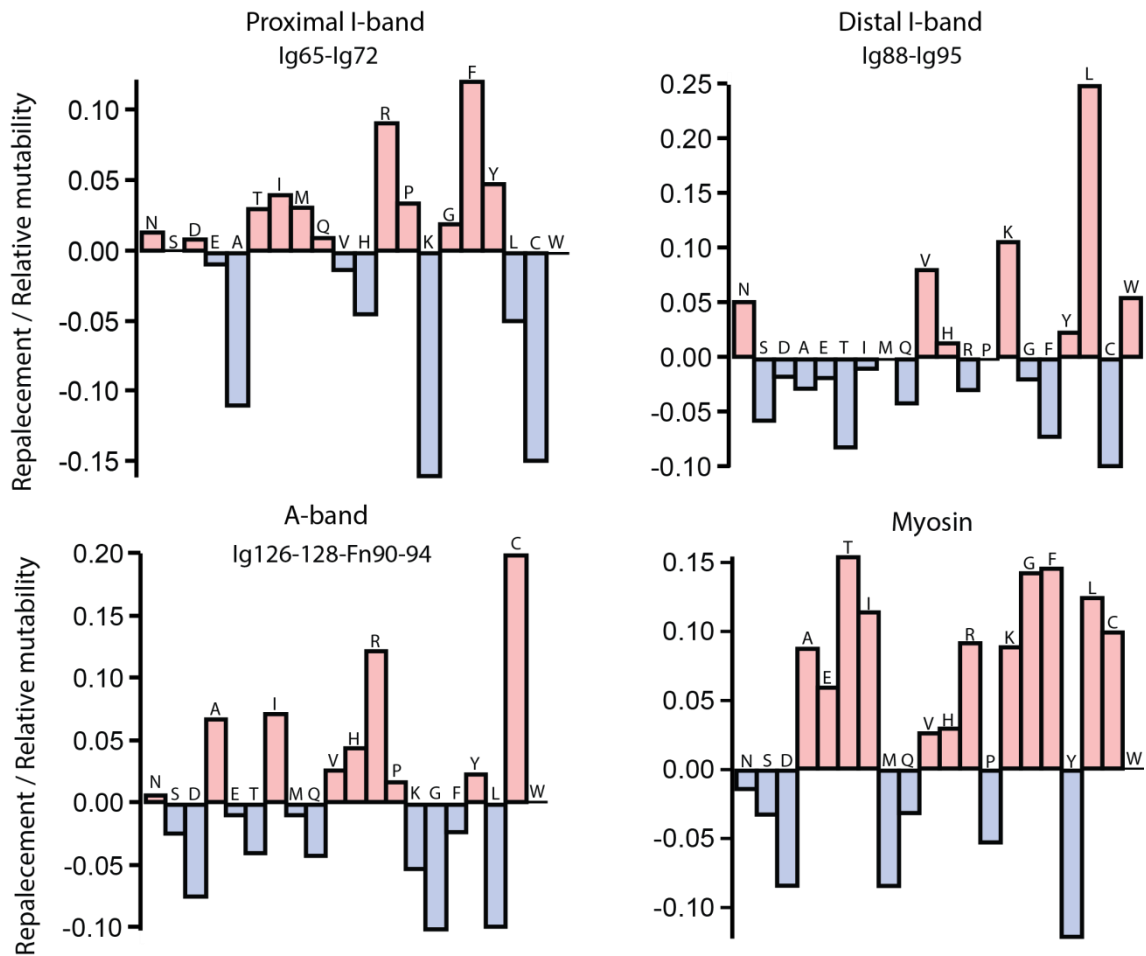 Proximal I-band
Ig65-Ig72
Repalecement / Relative mutability
0.10
0.05
0.00
-0.05
-0.10
-0.15
N S D E A T I M Q V H R P K G F Y L C W
Distal I-band
Ig88-Ig95
0.25
0.20
0.15
0.10
0.05
0.00
-0.05
-0.10
N S D A E T I M Q V H R P K G F Y L C W
A-band
Ig126-128-Fn90-94
Repalecement / Relative mutability
0.20
0.15
0.10
0.05
0.00
-0.05
-0.10
N S D A E T I M Q V H R P K G F Y L C W
Myosin
0.15
0.10
0.05
0.00
-0.05
-0.10
N S D A E T I M Q V H R P K G F Y L C W